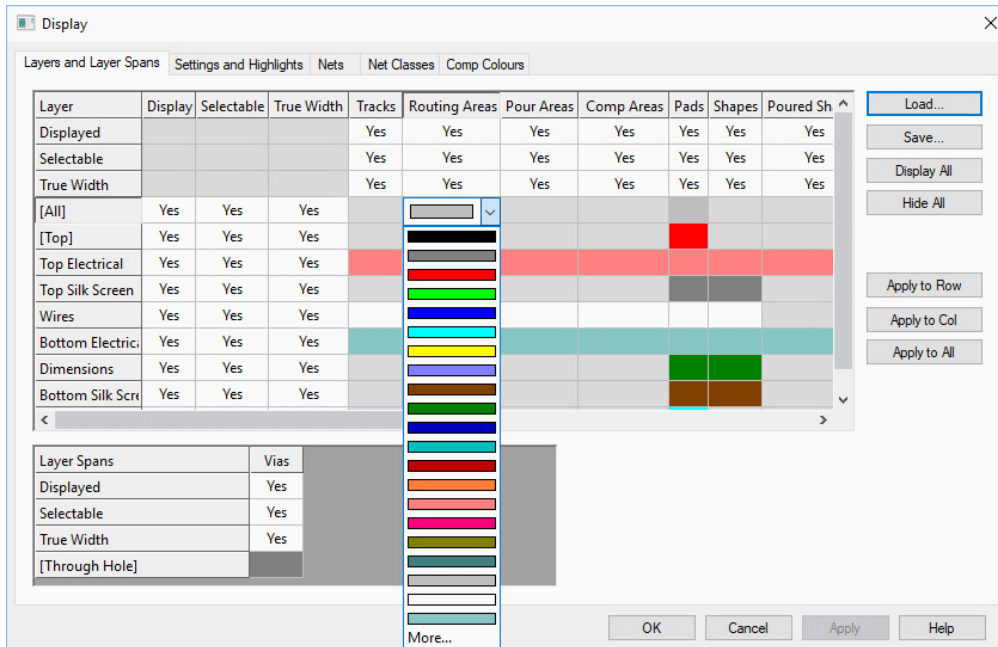 Display
Layers and Layer Spans Settings and Highlights Nets Net Classes Comp Colours
Layer Display Selectable True Width Tracks Routing Areas Pour Areas Comp Areas Pads Shapes Poured Sh
Displayed Yes Yes Yes Yes Yes Yes Yes
Selectable Yes Yes Yes Yes Yes Yes Yes
True Width Yes Yes Yes Yes Yes Yes Yes
[All] Yes Yes Yes
[Top] Yes Yes Yes
Top Electrical Yes Yes Yes
Top Silk Screen Yes Yes Yes
Wires Yes Yes Yes
Bottom Electric Yes Yes Yes
Dimensions Yes Yes Yes
Bottom Silk Scre Yes Yes Yes
Load...
Save...
Display All
Hide All
Apply to Row
Apply to Col
Apply to All
Layer Spans Vias
Displayed Yes
Selectable Yes
True Width Yes
[Through Hole]
More...
OK Cancel Apply Help